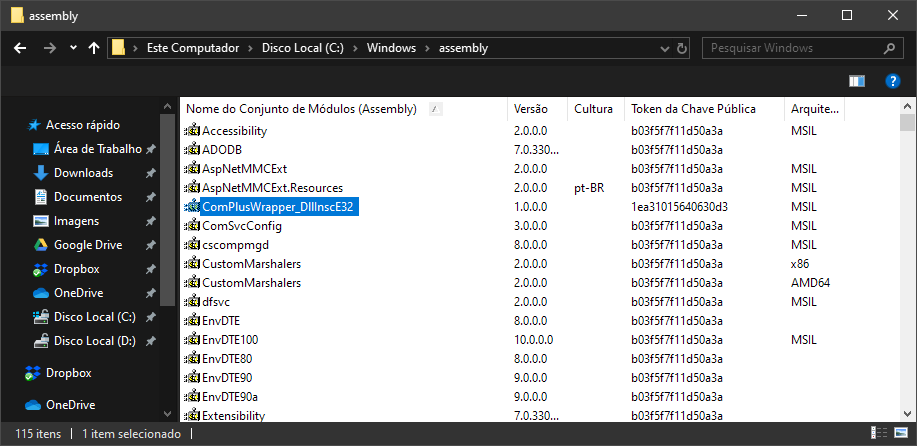 assembly
Este Computador > Disco Local (C:) > Windows > assembly
Pesquisar Windows
Acesso rápido
Área de Trabalho
Downloads
Documentos
Imagens
Google Drive
Dropbox
OneDrive
Disco Local (C:)
Disco Local (D:)
Dropbox
OneDrive
Nome do Conjunto de Módulos (Assembly) / Versão Cultura Token da Chave Pública Arquite...
Accessibility 2.0.0.0 b03f5f7f11d50a3a MSIL
ADODB 7.0.330... b03f5f7f11d50a3a
AspNetMMCExt 2.0.0.0 b03f5f7f11d50a3a MSIL
AspNetMMCExt.Resources 2.0.0.0 pt-BR b03f5f7f11d50a3a MSIL
ComPlusWrapper_DllInscE32 1.0.0.0 1ea31015640630d3 MSIL
ComSvcConfig 3.0.0.0 b03f5f7f11d50a3a MSIL
cscompmgd 8.0.0.0 b03f5f7f11d50a3a MSIL
CustomMarshalers 2.0.0.0 b03f5f7f11d50a3a x86
CustomMarshalers 2.0.0.0 b03f5f7f11d50a3a AMD64
dfsvc 2.0.0.0 b03f5f7f11d50a3a MSIL
EnvDTE 8.0.0.0 b03f5f7f11d50a3a
EnvDTE100 10.0.0.0 b03f5f7f11d50a3a MSIL
EnvDTE80 8.0.0.0 b03f5f7f11d50a3a
EnvDTE90 9.0.0.0 b03f5f7f11d50a3a
EnvDTE90a 9.0.0.0 b03f5f7f11d50a3a
Extensibility 7.0.330... b03f5f7f11d50a3a
115 itens 1 item selecionado